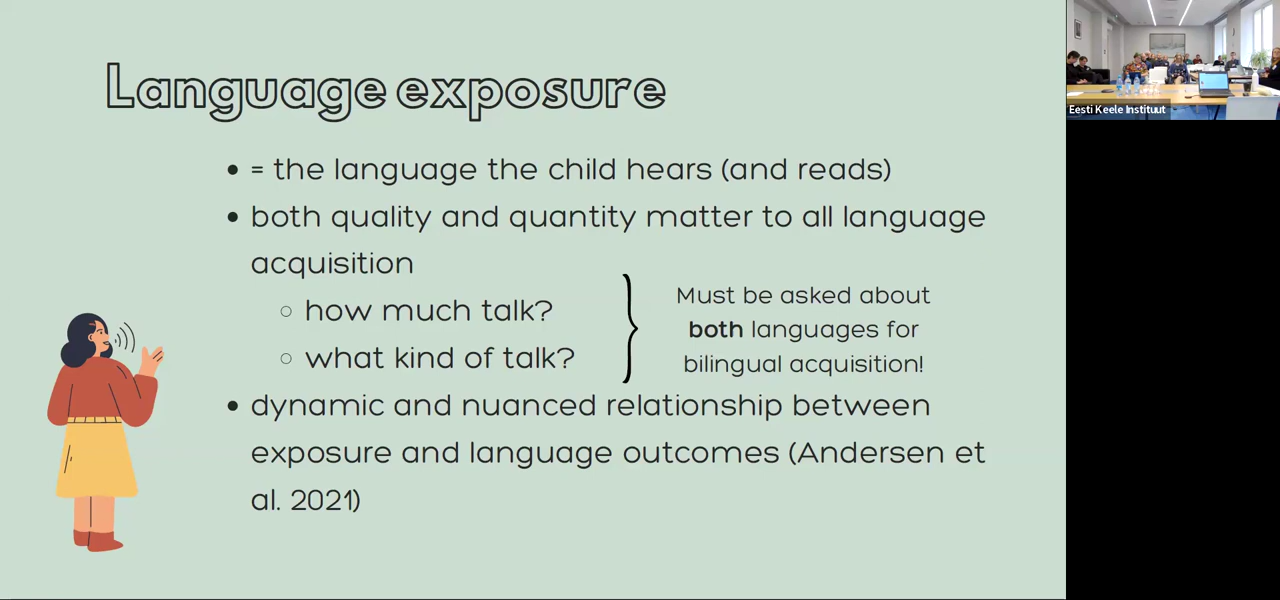 Language exposure
• = the language the child hears (and reads)
• both quality and quantity matter to all language
acquisition
○ how much talk?
○ what kind of talk?
}
Must be asked about
both languages for
bilingual acquisition!
• dynamic and nuanced relationship between
exposure and language outcomes (Andersen et
al. 2021)
Eesti Keele Instituut